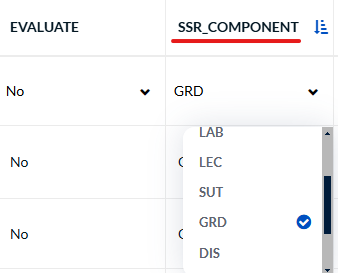 EVALUATE SSR_COMPONENT
No GRD
LAB
No
LEC
SUT
GRD
No
DIS